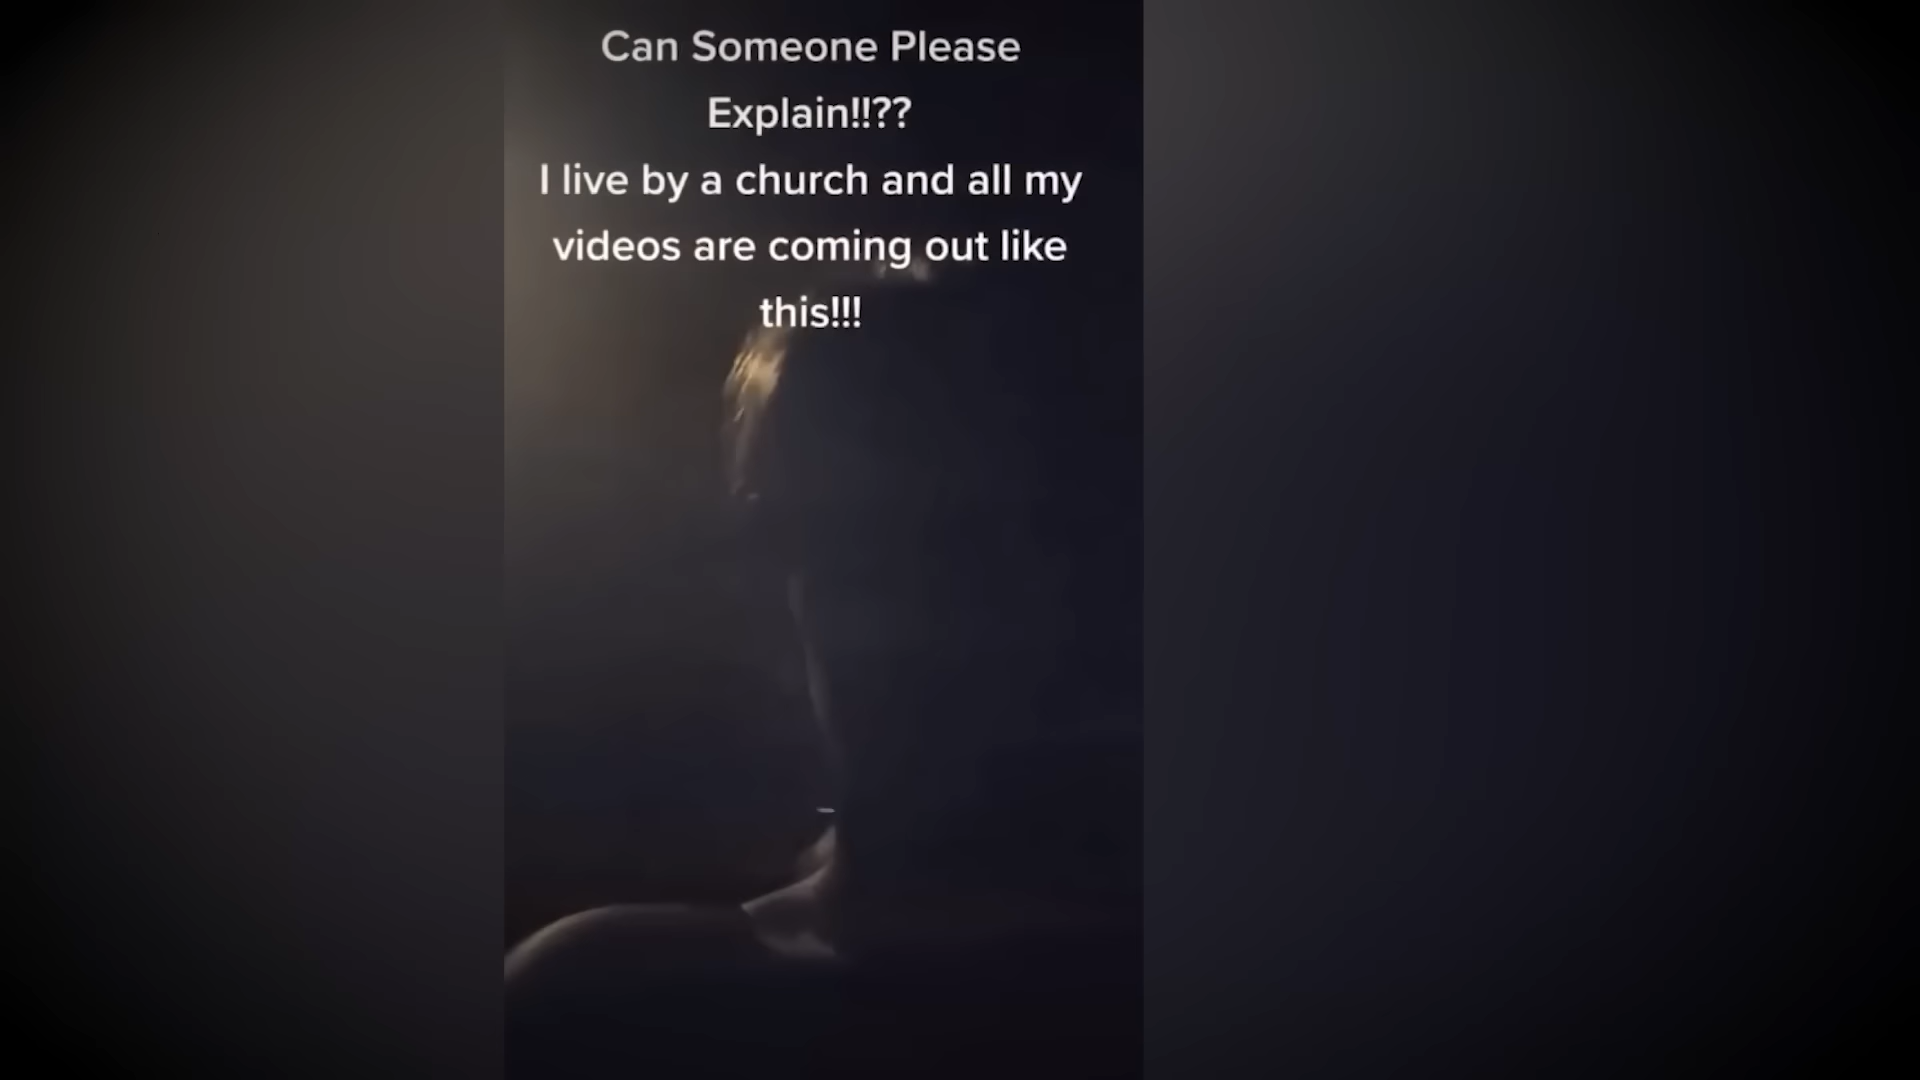 Can Someone Please
Explain!!??
I live by a church and all my
videos are coming out like
this!!!